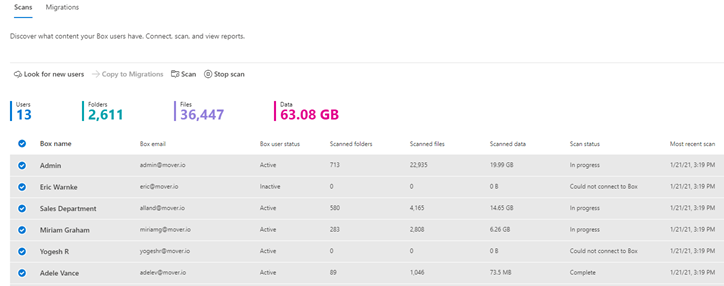 Scans Migrations
Discover what content your Box users have. Connect, scan, and view reports.
Look for new users Copy to Migrations Scan Stop scan
Users Folders Files Data
13 2,611 36,447 63.08 GB
Box name Box email Box user status Scanned folders Scanned files Scanned data Scan status Most recent scan
Admin admin@mover.io Active 713 22,935 19.99 GB In progress 1/21/21, 3:19 PM
Eric Warnke eric@mover.io Inactive 0 0 0 B Could not connect to Box 1/21/21, 3:19 PM
Sales Department alland@mover.io Active 580 4,165 14.65 GB In progress 1/21/21, 3:19 PM
Miriam Graham miriamg@mover.io Active 283 2,808 6.26 GB In progress 1/21/21, 3:19 PM
Yogesh R yogeshr@mover.io Active 0 0 0 B Could not connect to Box 1/21/21, 3:19 PM
Adele Vance adelev@mover.io Active 89 1,046 73.5 MB Complete 1/21/21, 3:19 PM